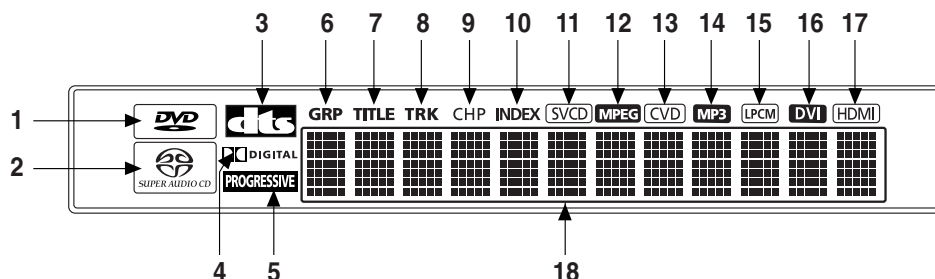 3 6 7 8 9 10 11 12 13 14 15 16 17
1 DVD dts GRP TITLE TRK CHP INDEX SVCD MPEG CVD MP3 LPCM DVI HDMI
2 SUPER AUDIO CD DIGITAL
PROGRESSIVE
4 5 18